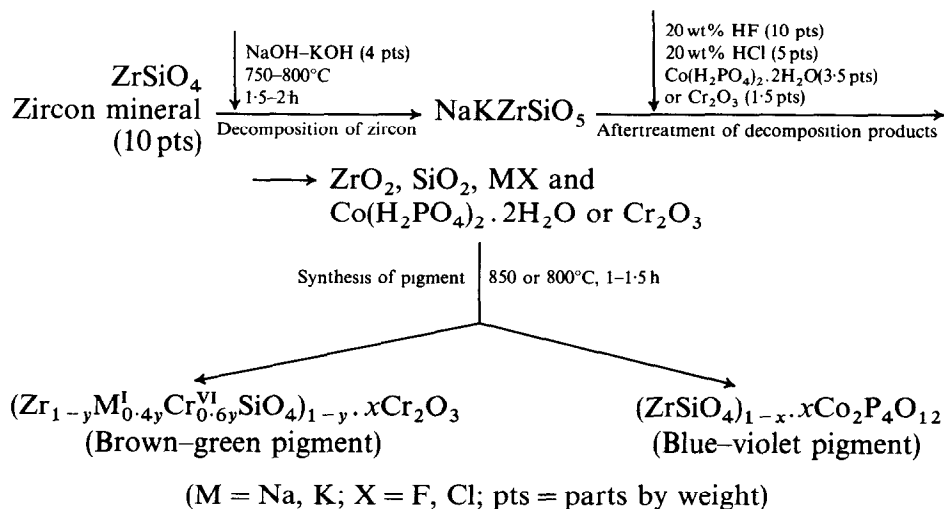 NaOH–KOH (4 pts)
750–800°C
1·5–2 h
20 wt% HF (10 pts)
20 wt% HCl (5 pts)
Co(H₂PO₄)₂.2H₂O(3·5 pts)
or Cr₂O₃ (1·5 pts)
ZrSiO₄
Zircon mineral
(10 pts)
Decomposition of zircon
NaKZrSiO₅
Aftertreatment of decomposition products
ZrO₂, SiO₂, MX and
Co(H₂PO₄)₂.2H₂O or Cr₂O₃
Synthesis of pigment
850 or 800°C, 1–1·5 h
(Zr₁₋ᵧMᴵ₀.₄ᵧCrⱽᴵ₀.₆ᵧSiO₄)₁₋ᵧ.xCr₂O₃
(Brown–green pigment)
(ZrSiO₄)₁₋ₓ.xCo₂P₄O₁₂
(Blue–violet pigment)
(M = Na, K; X = F, Cl; pts = parts by weight)